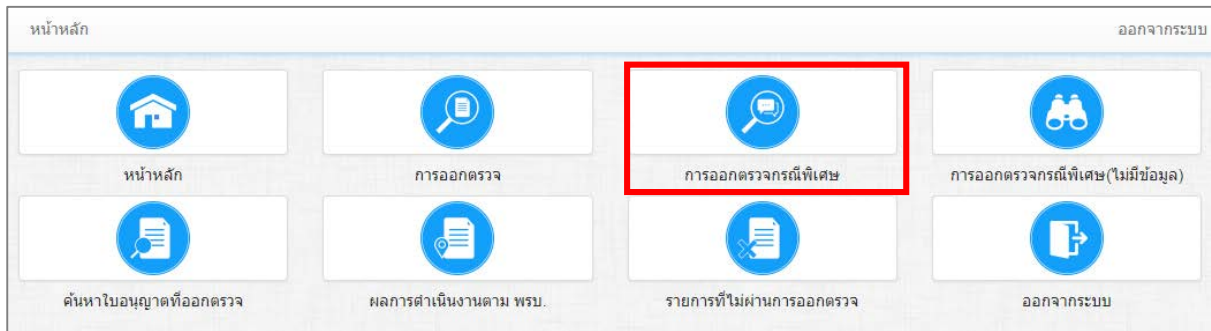 หน้าหลัก ออกจากระบบ
หน้าหลัก การออกตรวจ การออกตรวจกรณีพิเศษ การออกตรวจกรณีพิเศษ(ไม่มีข้อมูล)
ค้นหาใบอนุญาตที่ออกตรวจ ผลการดำเนินงานตาม พรบ. รายการที่ไม่ผ่านการออกตรวจ ออกจากระบบ